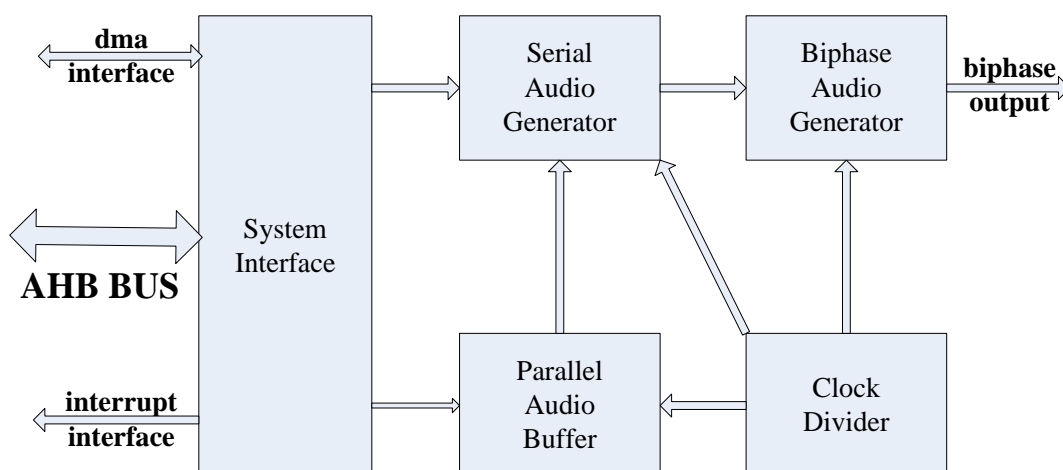 dma
interface
AHB BUS
interrupt
interface
System
Interface
Serial
Audio
Generator
Biphase
Audio
Generator
biphase
output
Parallel
Audio
Buffer
Clock
Divider